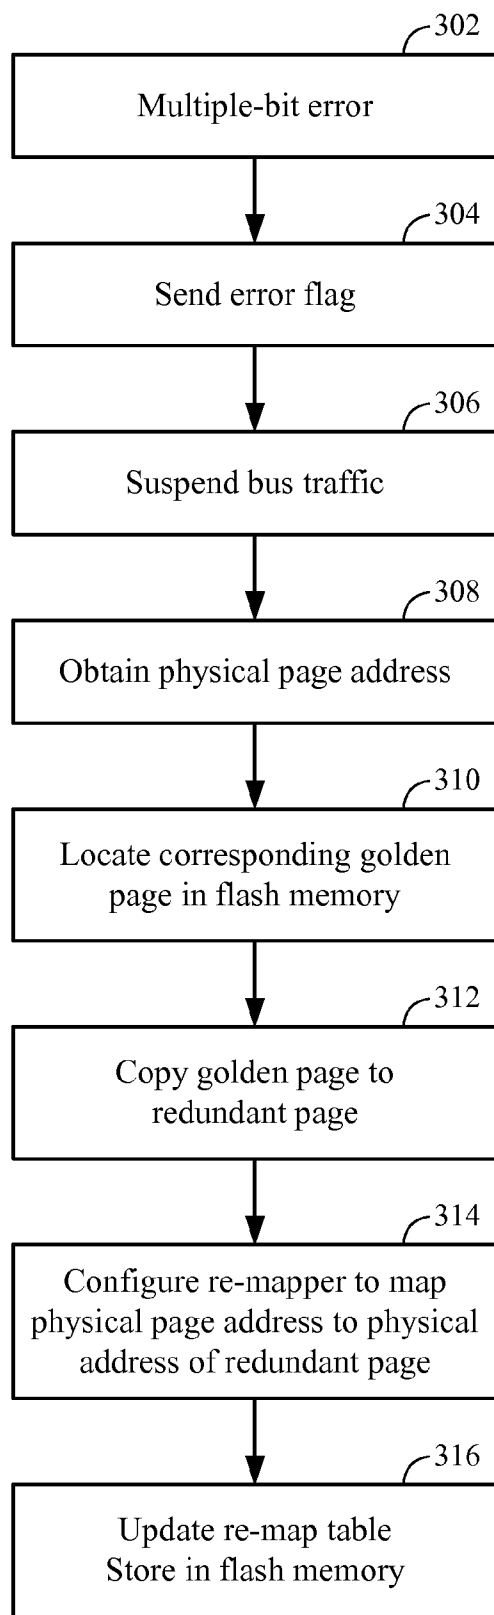 302
Multiple-bit error
304
Send error flag
306
Suspend bus traffic
308
Obtain physical page address
310
Locate corresponding golden
page in flash memory
312
Copy golden page to
redundant page
314
Configure re-mapper to map
physical page address to physical
address of redundant page
316
Update re-map table
Store in flash memory